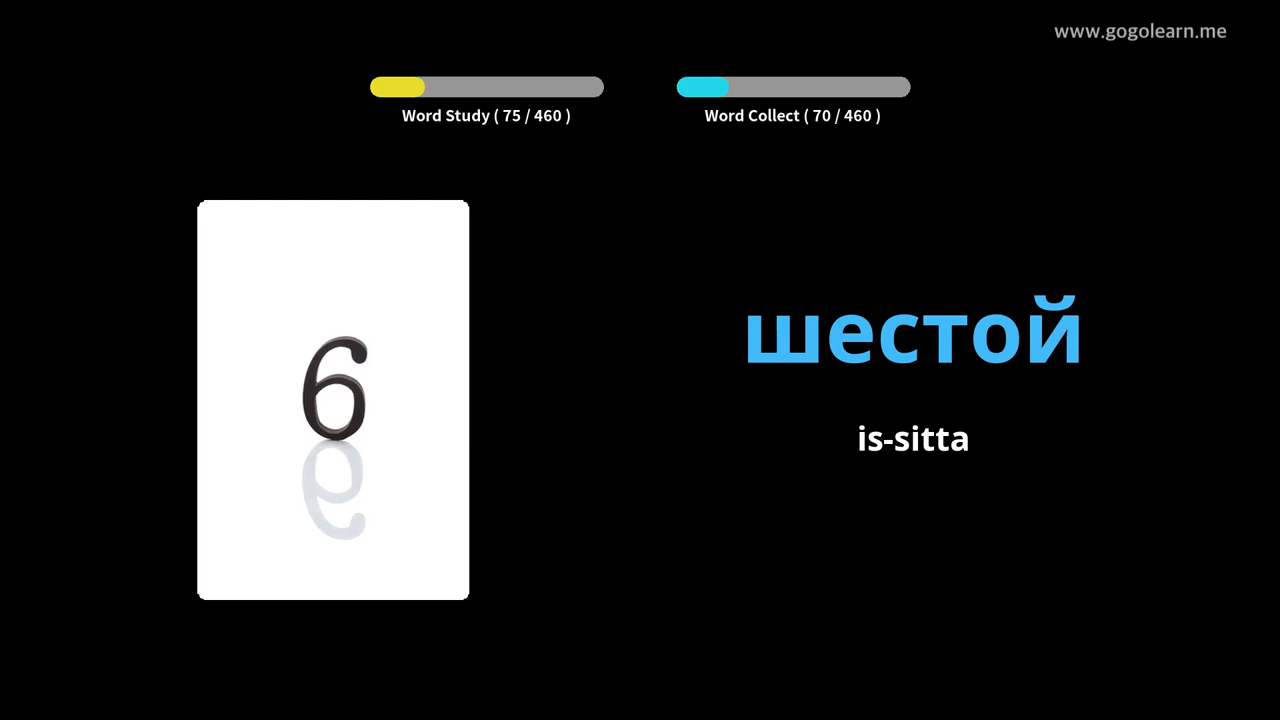 www.gogolearn.me
Word Study ( 75 / 460 )
Word Collect ( 70 / 460 )
6
шестой
is-sitta